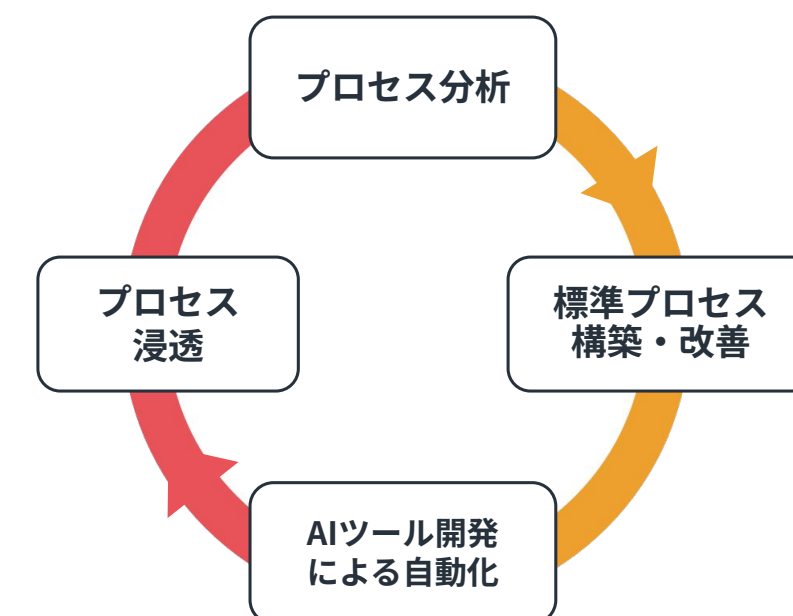 プロセス分析
プロセス
浸透
標準プロセス
構築・改善
AIツール開発
による自動化